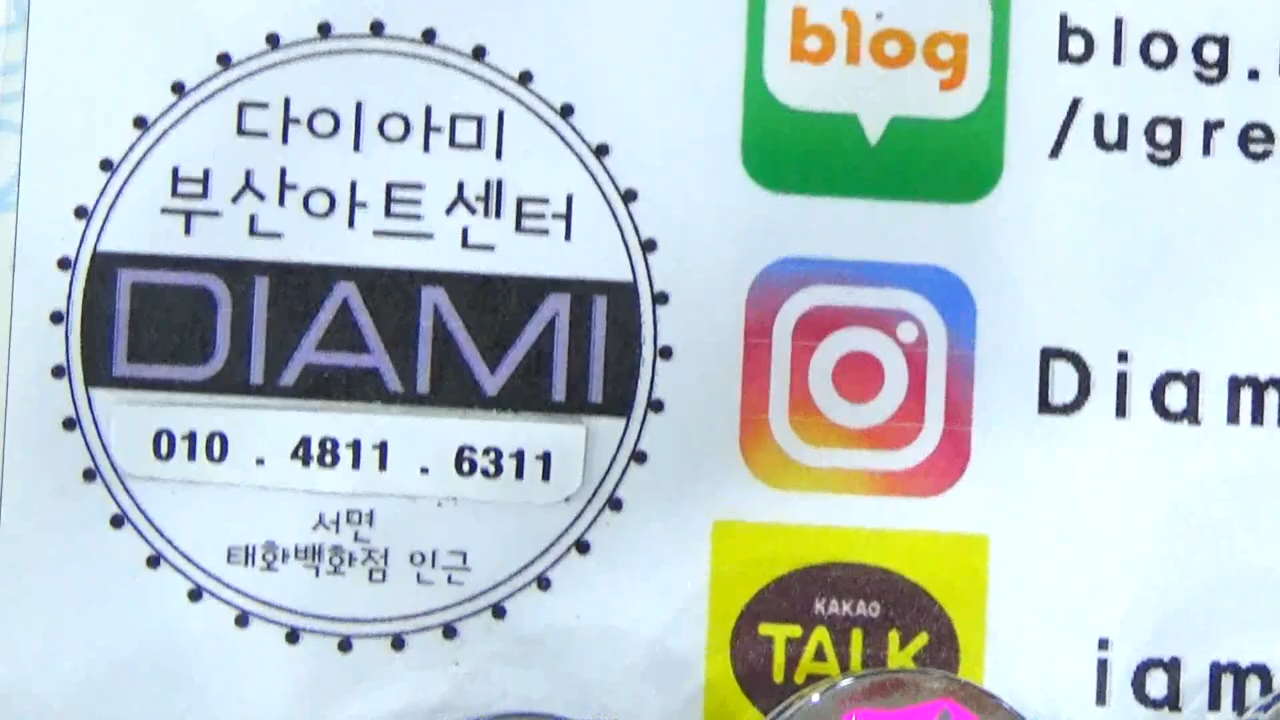 다이아미
부산아트센터
DIAMI
010 . 4811 . 6311
서면
태화백화점 인근
blog
blog.
/ugre
Diam
KAKAO
TALK
iam